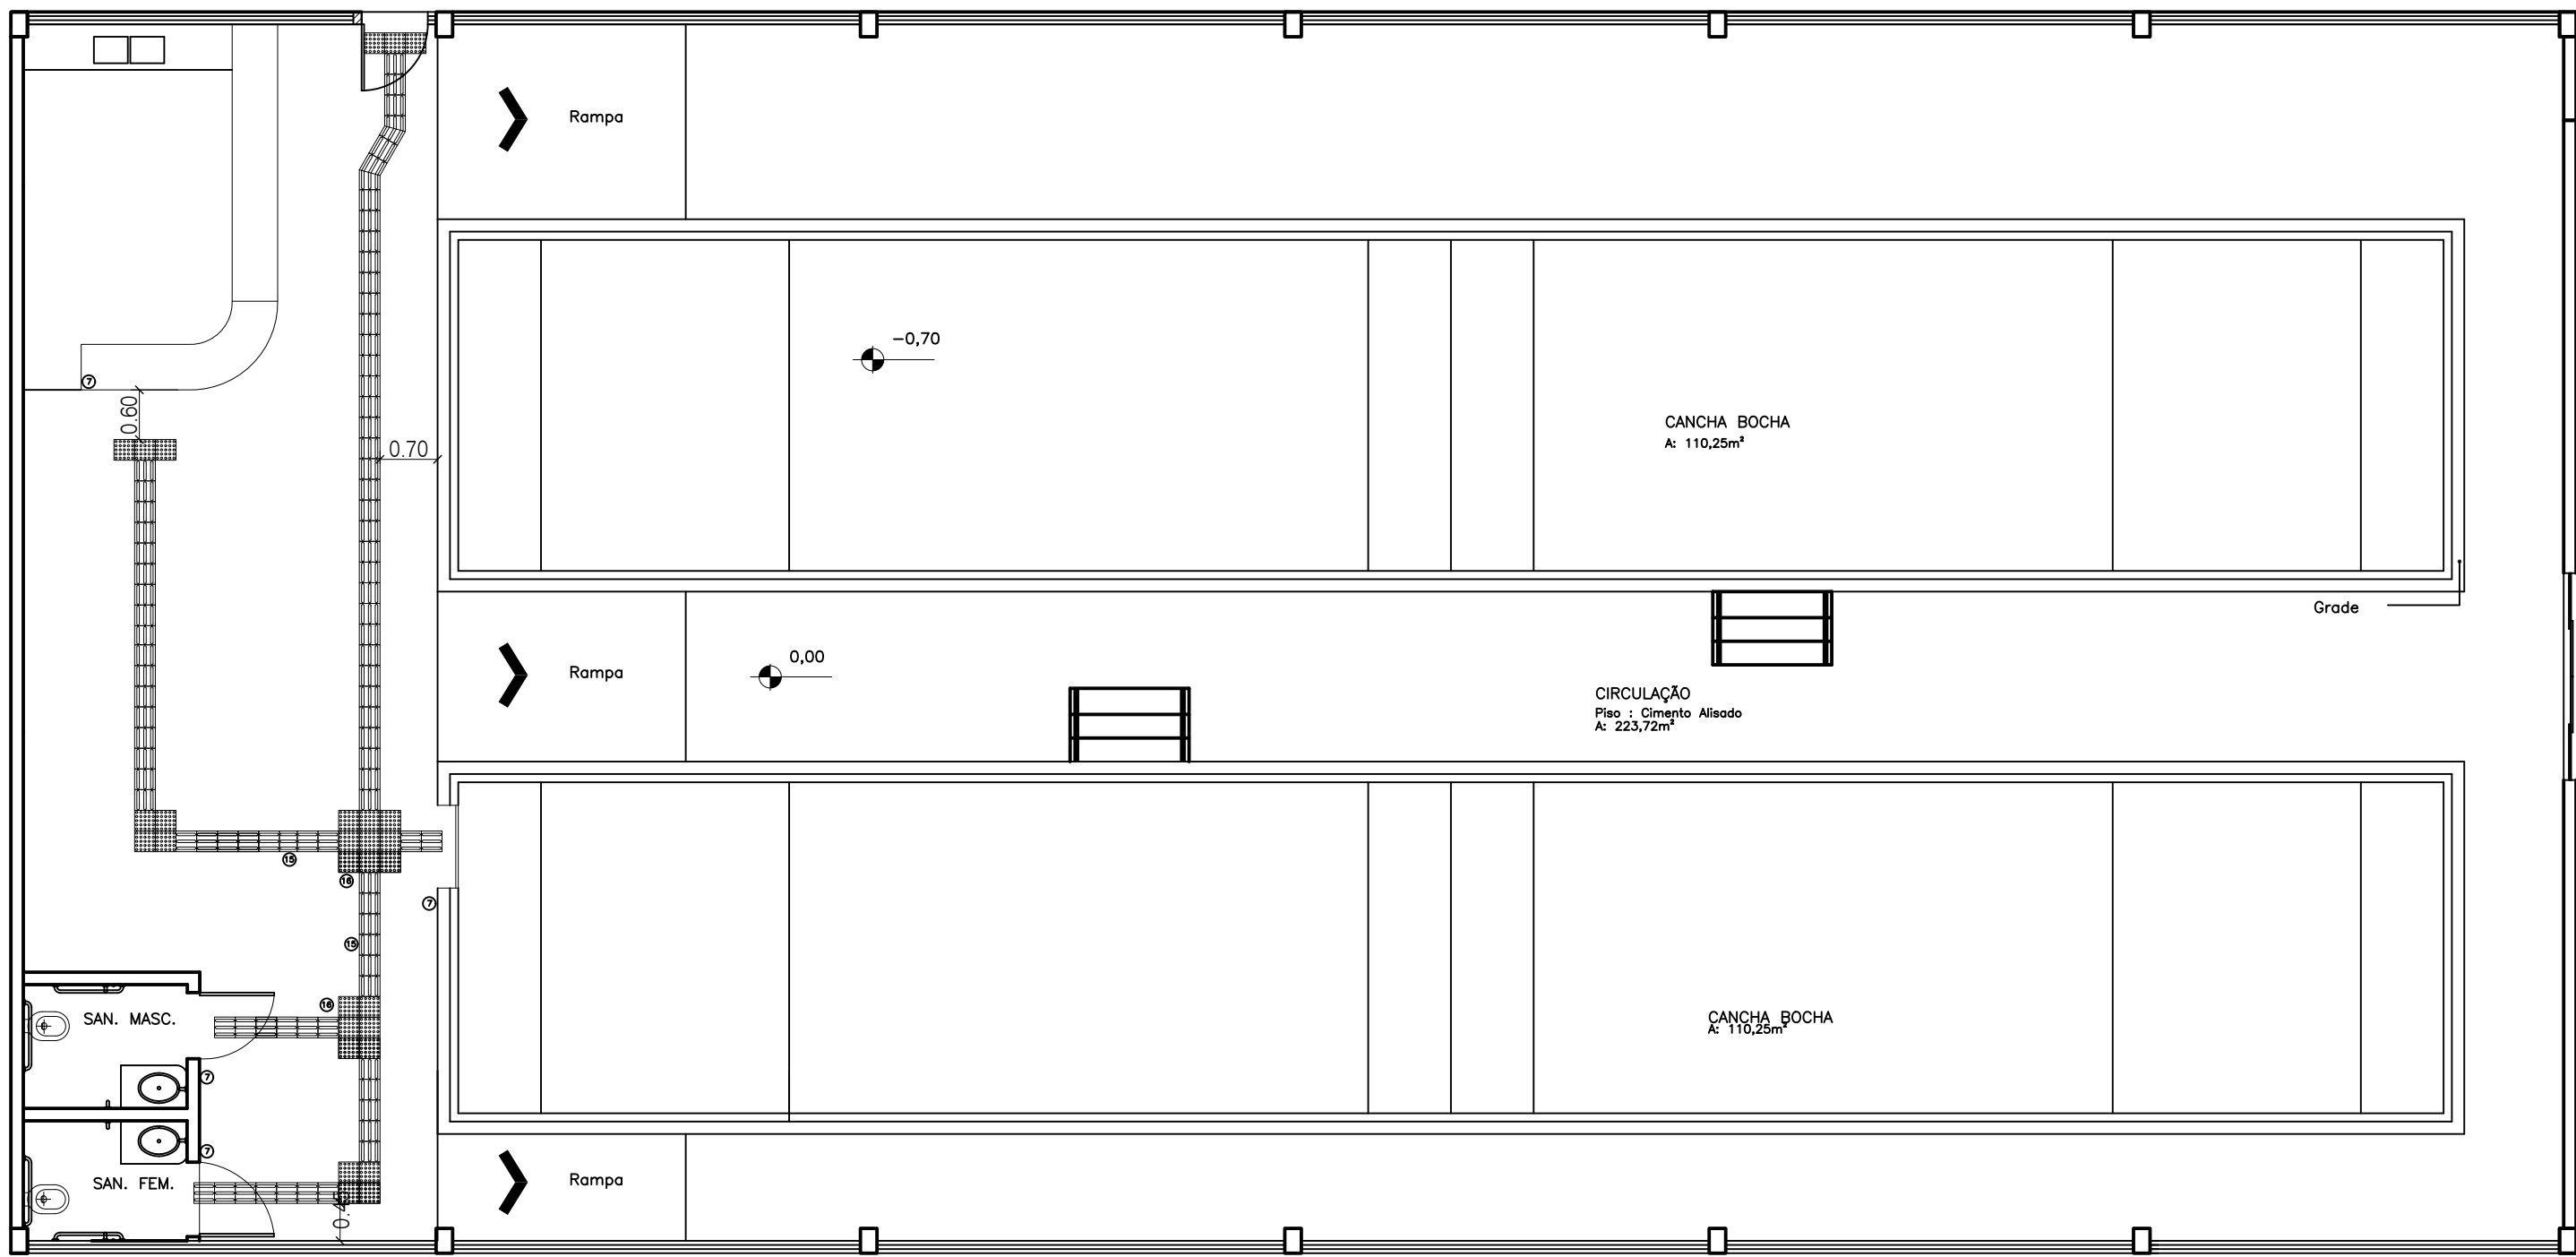 Rampa
−0,70
7
0.60
CANCHA BOCHA
A: 110,25m²
0.70
Grade
0,00
Rampa
CIRCULAÇÃO
Piso : Cimento Alisado
A: 223,72m²
15
16
7
15
16
SAN. MASC.
CANCHA BOCHA
A: 110,25m²
7
7
SAN. FEM.
Rampa
0.45